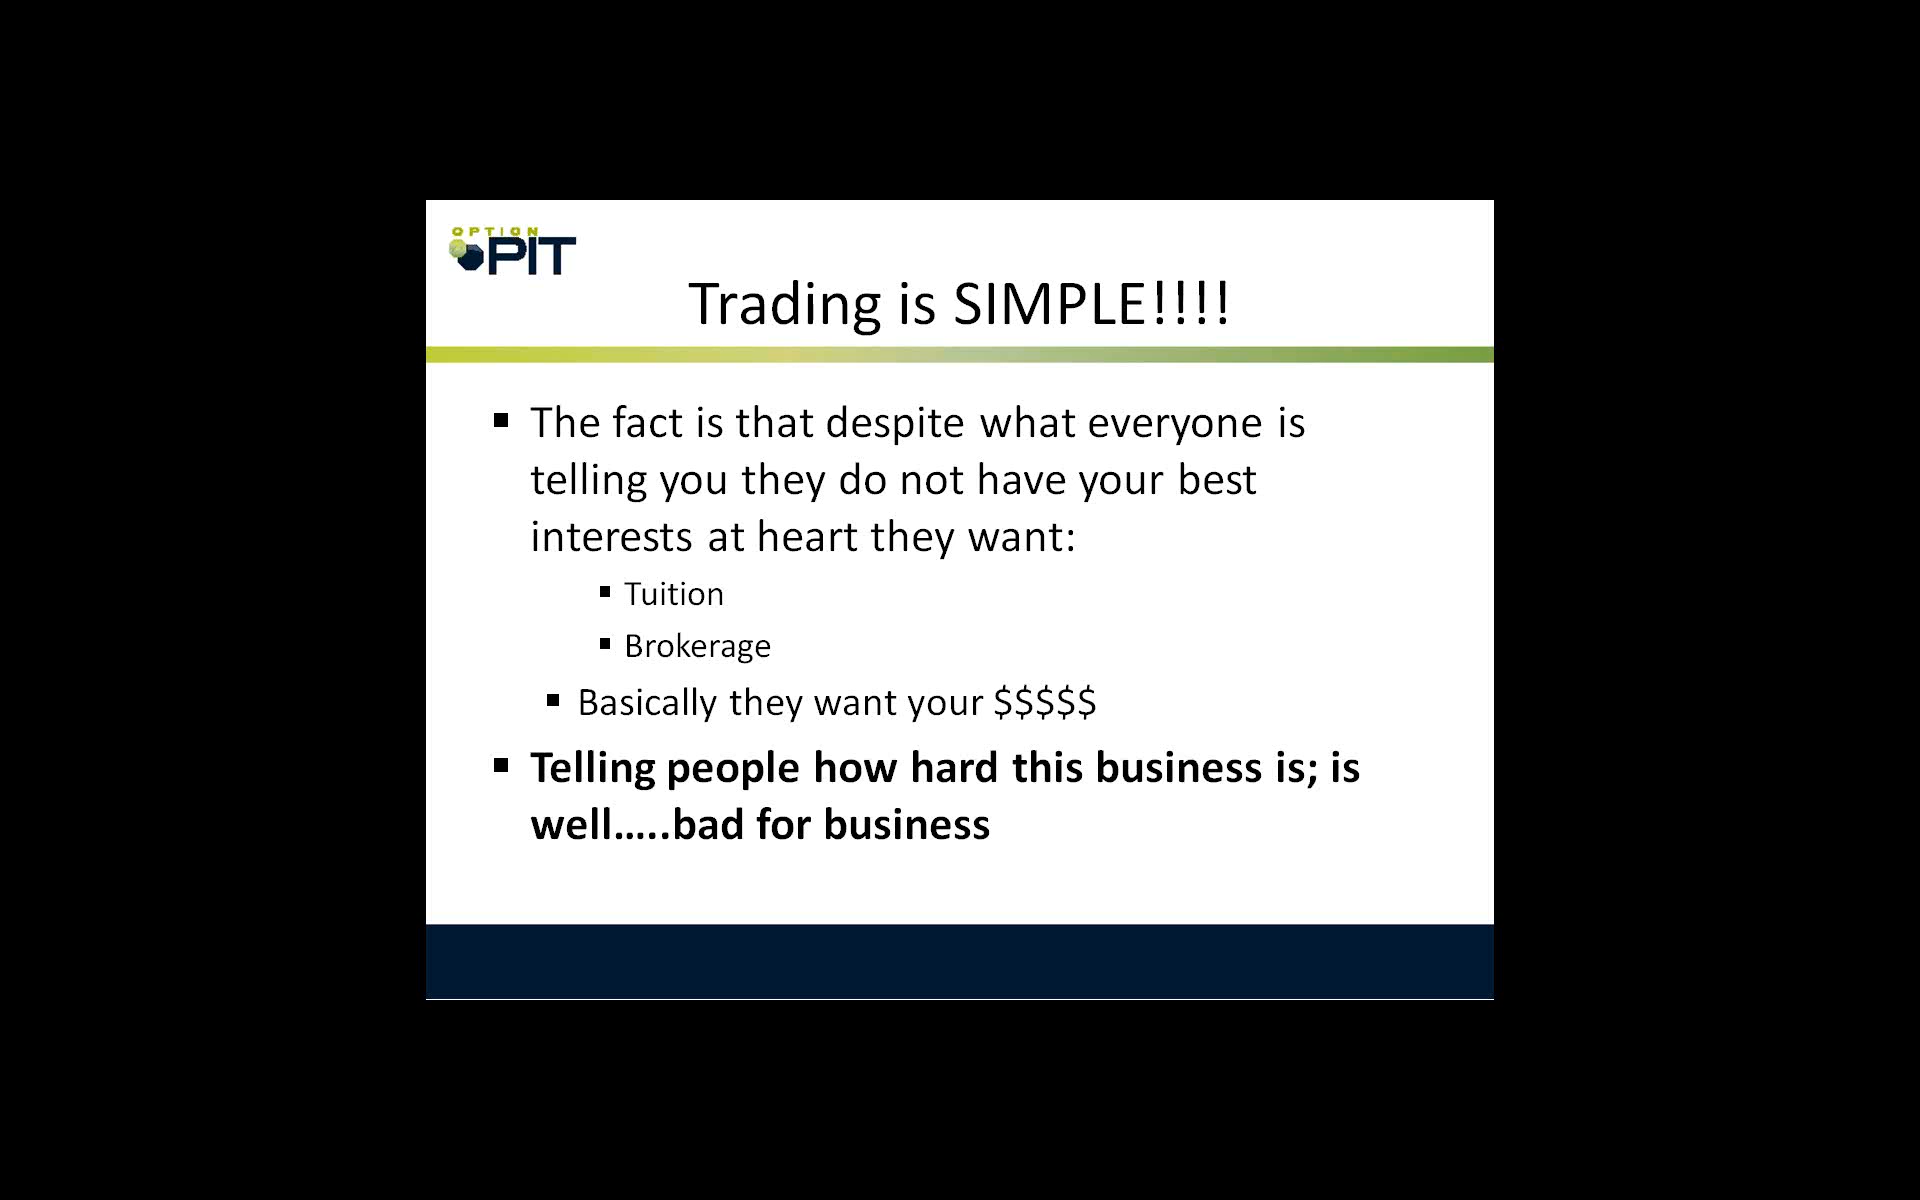 OPTION
PIT
Trading is SIMPLE!!!!
▪ The fact is that despite what everyone is
telling you they do not have your best
interests at heart they want:
▪ Tuition
▪ Brokerage
▪ Basically they want your $$$$$
▪ Telling people how hard this business is; is
well…..bad for business